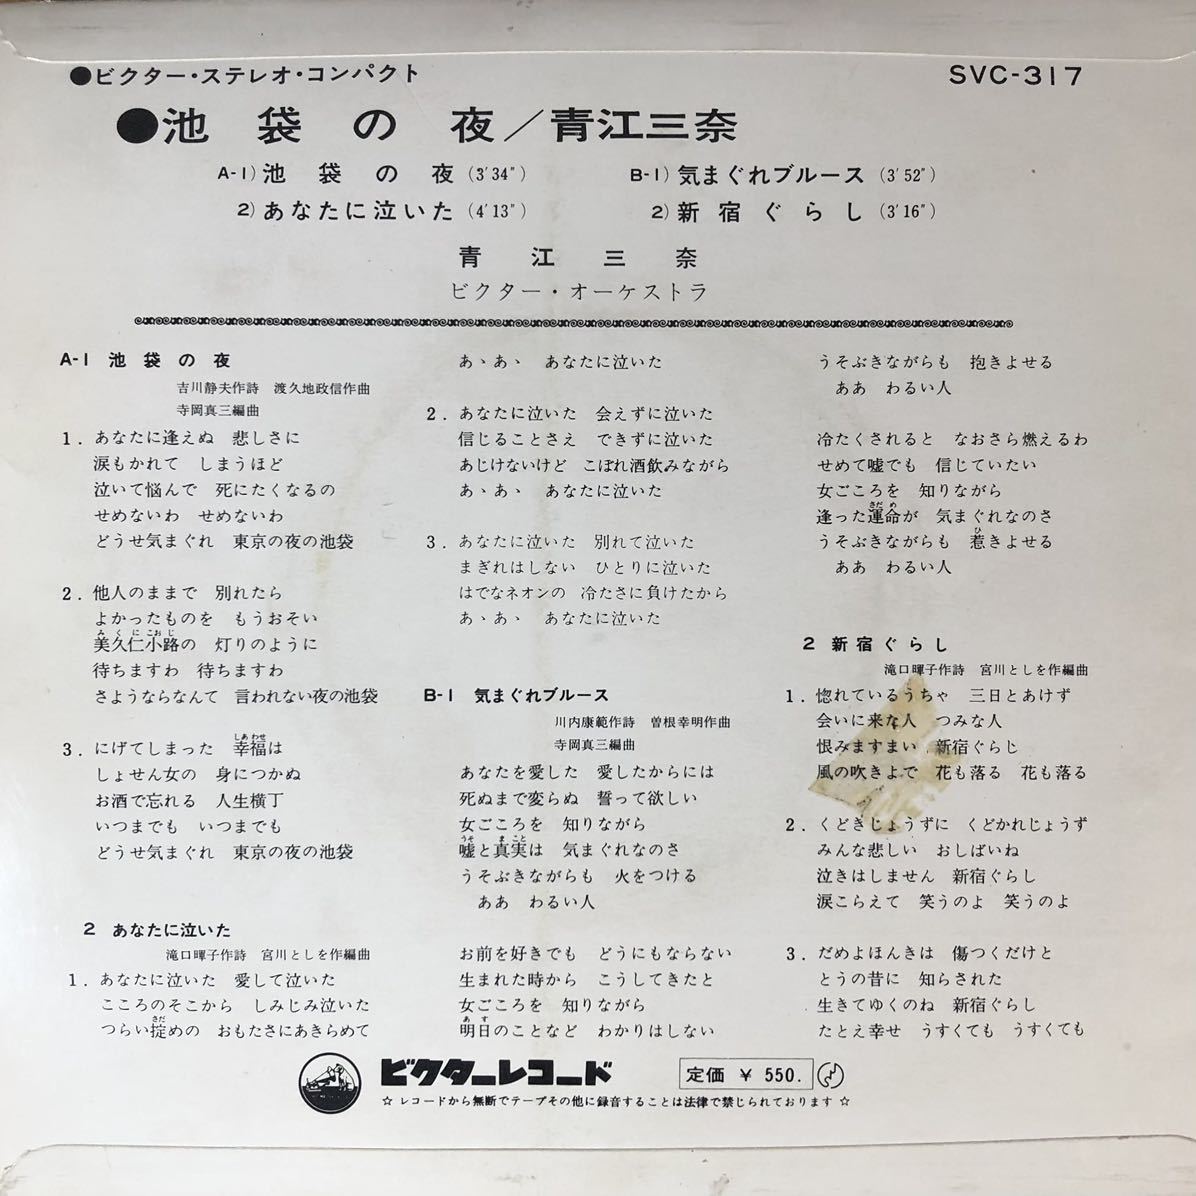 ●ビクター・ステレオ・コンパクト
SVC-317
●池袋の夜／青江三奈
A-1) 池袋の夜 (3′34″)
2) あなたに泣いた (4′13″)
B-1) 気まぐれブルース (3′52″)
2) 新宿ぐらし (3′16″)
青江三奈
ビクター・オーケストラ
A-1 池袋の夜
吉川静夫作詩 渡久地政信作曲
寺岡真三編曲
1. あなたに逢えぬ 悲しさに
涙もかれて しまうほど
泣いて悩んで 死にたくなるの
せめないわ せめないわ
どうせ気まぐれ 東京の夜の池袋
2. 他人のままで 別れたら
よかったものを もうおそい
みくにこおじ
美久仁小路の 灯りのように
待ちますわ 待ちますわ
さようならなんて 言われない夜の池袋
しあわせ
3. にげてしまった 幸福は
しょせん女の 身につかぬ
お酒で忘れる 人生横丁
いつまでも いつまでも
どうせ気まぐれ 東京の夜の池袋
2 あなたに泣いた
滝口暉子作詩 宮川としを作編曲
1. あなたに泣いた 愛して泣いた
こころのそこから しみじみ泣いた
さだ
つらい掟めの おもたさにあきらめて
あゝあゝ あなたに泣いた
2. あなたに泣いた 会えずに泣いた
信じることさえ できずに泣いた
あじけないけど こぼれ酒飲みながら
あゝあゝ あなたに泣いた
3. あなたに泣いた 別れて泣いた
まぎれはしない ひとりに泣いた
はでなネオンの 冷たさに負けたから
あゝあゝ あなたに泣いた
B-1 気まぐれブルース
川内康範作詩 曽根幸明作曲
寺岡真三編曲
あなたを愛した 愛したからには
死ぬまで変らぬ 誓って欲しい
女ごころを 知りながら
うそ まこと
嘘と真実は 気まぐれなのさ
うそぶきながらも 火をつける
ああ わるい人
お前を好きでも どうにもならない
生まれた時から こうしてきたと
女ごころを 知りながら
あす
明日のことなど わかりはしない
うそぶきながらも 抱きよせる
ああ わるい人
冷たくされると なおさら燃えるわ
せめて嘘でも 信じていたい
女ごころを 知りながら
さだめ
逢った運命が 気まぐれなのさ
ひ
うそぶきながらも 惹きよせる
ああ わるい人
2 新宿ぐらし
滝口暉子作詩 宮川としを作編曲
1. 惚れているうちゃ 三日とあけず
会いに来な人 つみな人
恨みますまい 新宿ぐらし
風の吹きよで 花も落る 花も落る
2. くどきじょうずに くどかれじょうず
みんな悲しい おしばいね
泣きはしません 新宿ぐらし
涙こらえて 笑うのよ 笑うのよ
3. だめよほんきは 傷つくだけと
とうの昔に 知らされた
生きてゆくのね 新宿ぐらし
たとえ幸せ うすくても うすくても
ビクターレコード
定価 ¥ 550.
☆ レコードから無断でテープその他に録音することは法律で禁じられております ☆